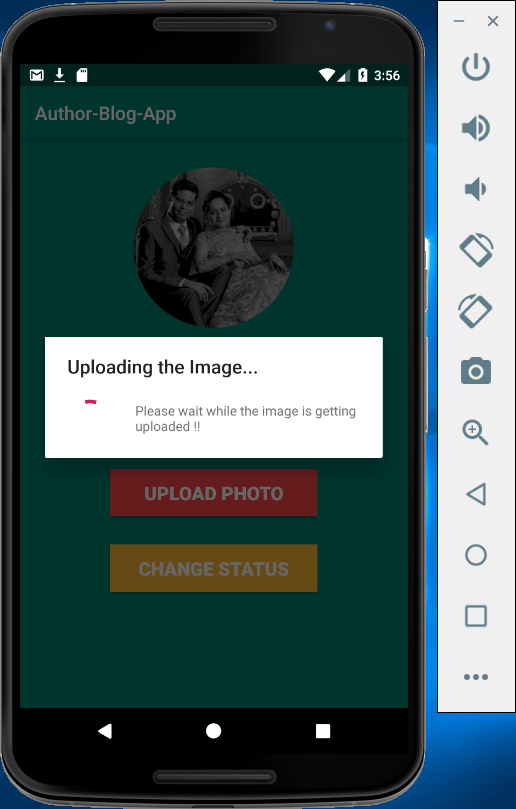 3:56
Author-Blog-App
Uploading the Image...
Please wait while the image is getting
uploaded !!
UPLOAD PHOTO
CHANGE STATUS